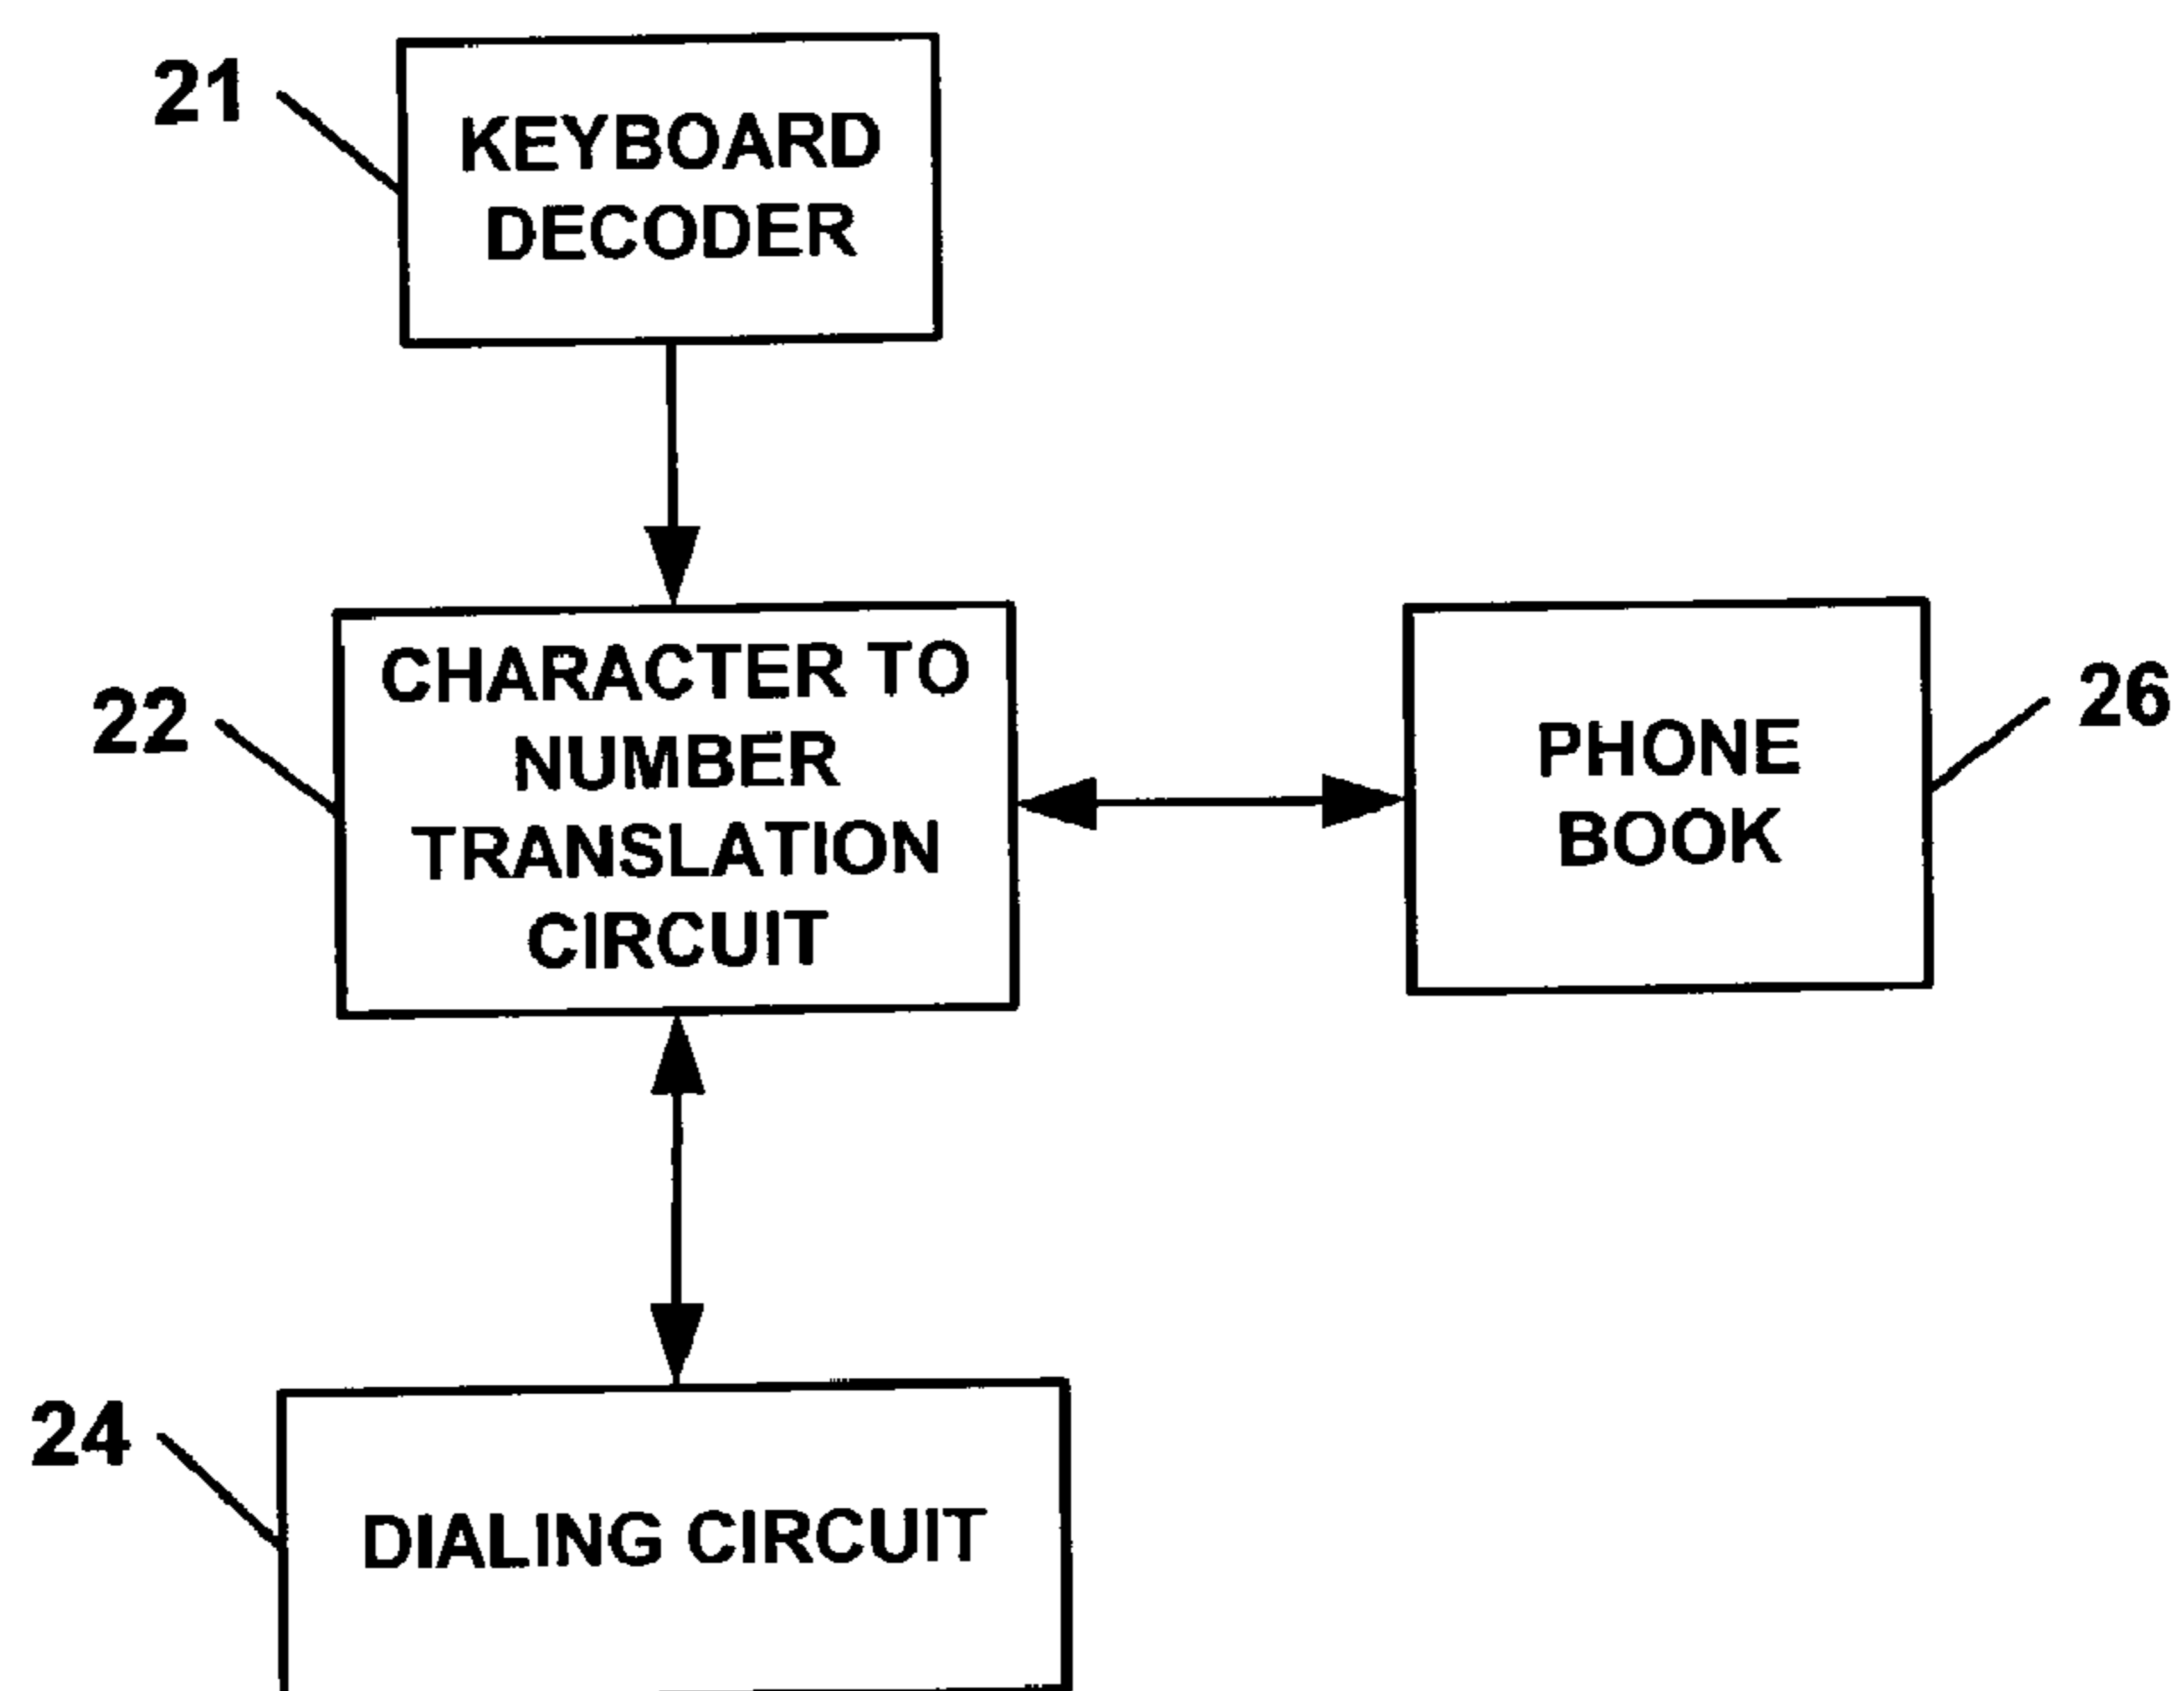 21
KEYBOARD
DECODER
22
CHARACTER TO
NUMBER
TRANSLATION
CIRCUIT
PHONE
BOOK
26
24
DIALING CIRCUIT